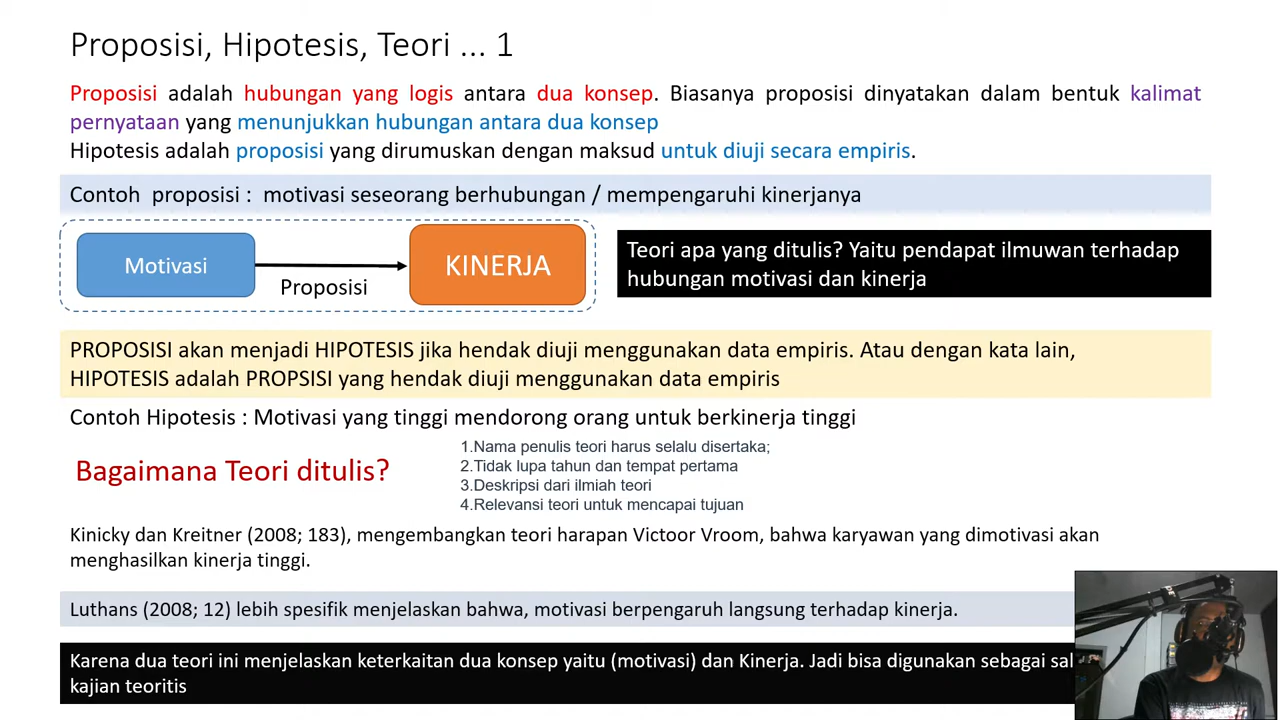 Proposisi, Hipotesis, Teori ... 1
Proposisi adalah hubungan yang logis antara dua konsep. Biasanya proposisi dinyatakan dalam bentuk kalimat
pernyataan yang menunjukkan hubungan antara dua konsep
Hipotesis adalah proposisi yang dirumuskan dengan maksud untuk diuji secara empiris.
Contoh proposisi : motivasi seseorang berhubungan / mempengaruhi kinerjanya
Motivasi
Proposisi
KINERJA
Teori apa yang ditulis? Yaitu pendapat ilmuwan terhadap
hubungan motivasi dan kinerja
PROPOSISI akan menjadi HIPOTESIS jika hendak diuji menggunakan data empiris. Atau dengan kata lain,
HIPOTESIS adalah PROPSISI yang hendak diuji menggunakan data empiris
Contoh Hipotesis : Motivasi yang tinggi mendorong orang untuk berkinerja tinggi
Bagaimana Teori ditulis?
1.Nama penulis teori harus selalu disertaka;
2.Tidak lupa tahun dan tempat pertama
3.Deskripsi dari ilmiah teori
4.Relevansi teori untuk mencapai tujuan
Kinicky dan Kreitner (2008; 183), mengembangkan teori harapan Victoor Vroom, bahwa karyawan yang dimotivasi akan
menghasilkan kinerja tinggi.
Luthans (2008; 12) lebih spesifik menjelaskan bahwa, motivasi berpengaruh langsung terhadap kinerja.
Karena dua teori ini menjelaskan keterkaitan dua konsep yaitu (motivasi) dan Kinerja. Jadi bisa digunakan sebagai
kajian teoritis